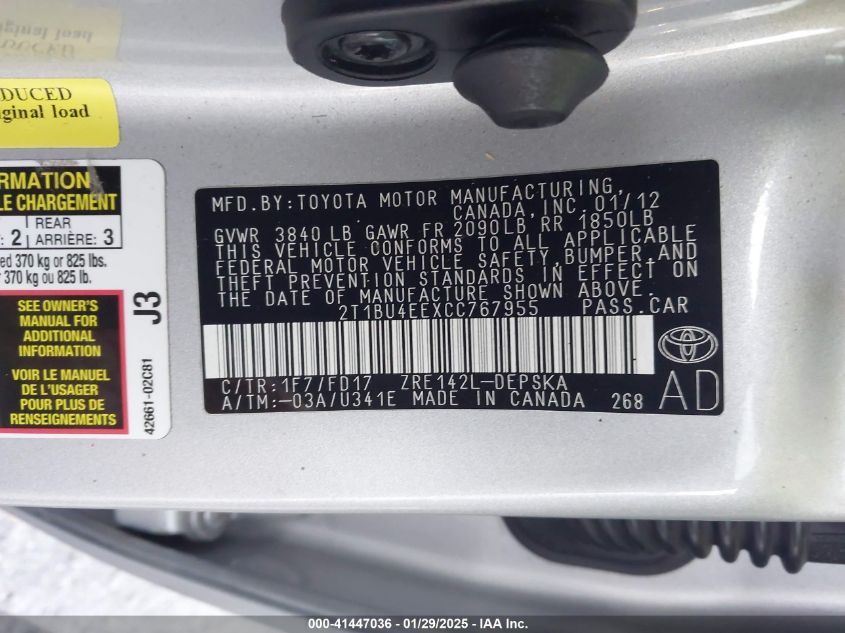 DUCED
ginal load
RMATION
LE CHARGEMENT
2
REAR
ARRIÈRE: 3
ed 370 kg or 825 lbs.
370 kg ou 825 lb.
SEE OWNER'S
MANUAL FOR
ADDITIONAL
INFORMATION
VOIR LE MANUEL
DE L'USAGER
POUR PLUS DE
RENSEIGNEMENTS
J3
42661-02C81
MFD.BY:TOYOTA MOTOR MANUFACTURING,
CANADA, INC. 01/12
GVWR 3840 LB GAWR FR 2090LB RR 1850LB
THIS VEHICLE CONFORMS TO ALL APPLICABLE
FEDERAL MOTOR VEHICLE SAFETY,BUMPER,AND
THEFT PREVENTION STANDARDS IN EFFECT ON
THE DATE OF MANUFACTURE SHOWN ABOVE.
2T1BU4EEXCC767955 PASS.CAR
C/TR:1F7/FD17 ZRE142L-DEPSKA
A/TM:-03A/U341E MADE IN CANADA 268
AD
000-41447036 - 01/29/2025 - IAA Inc.